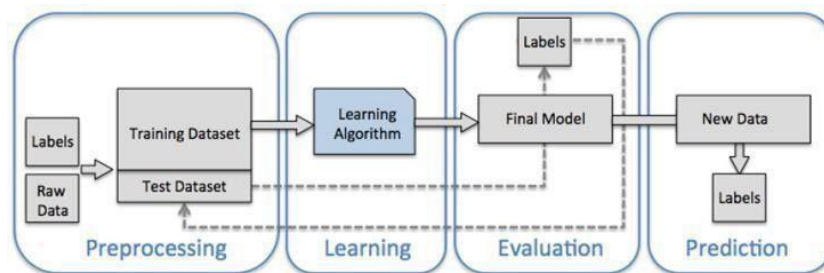 Labels
Raw
Data
Training Dataset
Test Dataset
Preprocessing
Learning
Algorithm
Learning
Labels
Final Model
Evaluation
New Data
Labels
Prediction